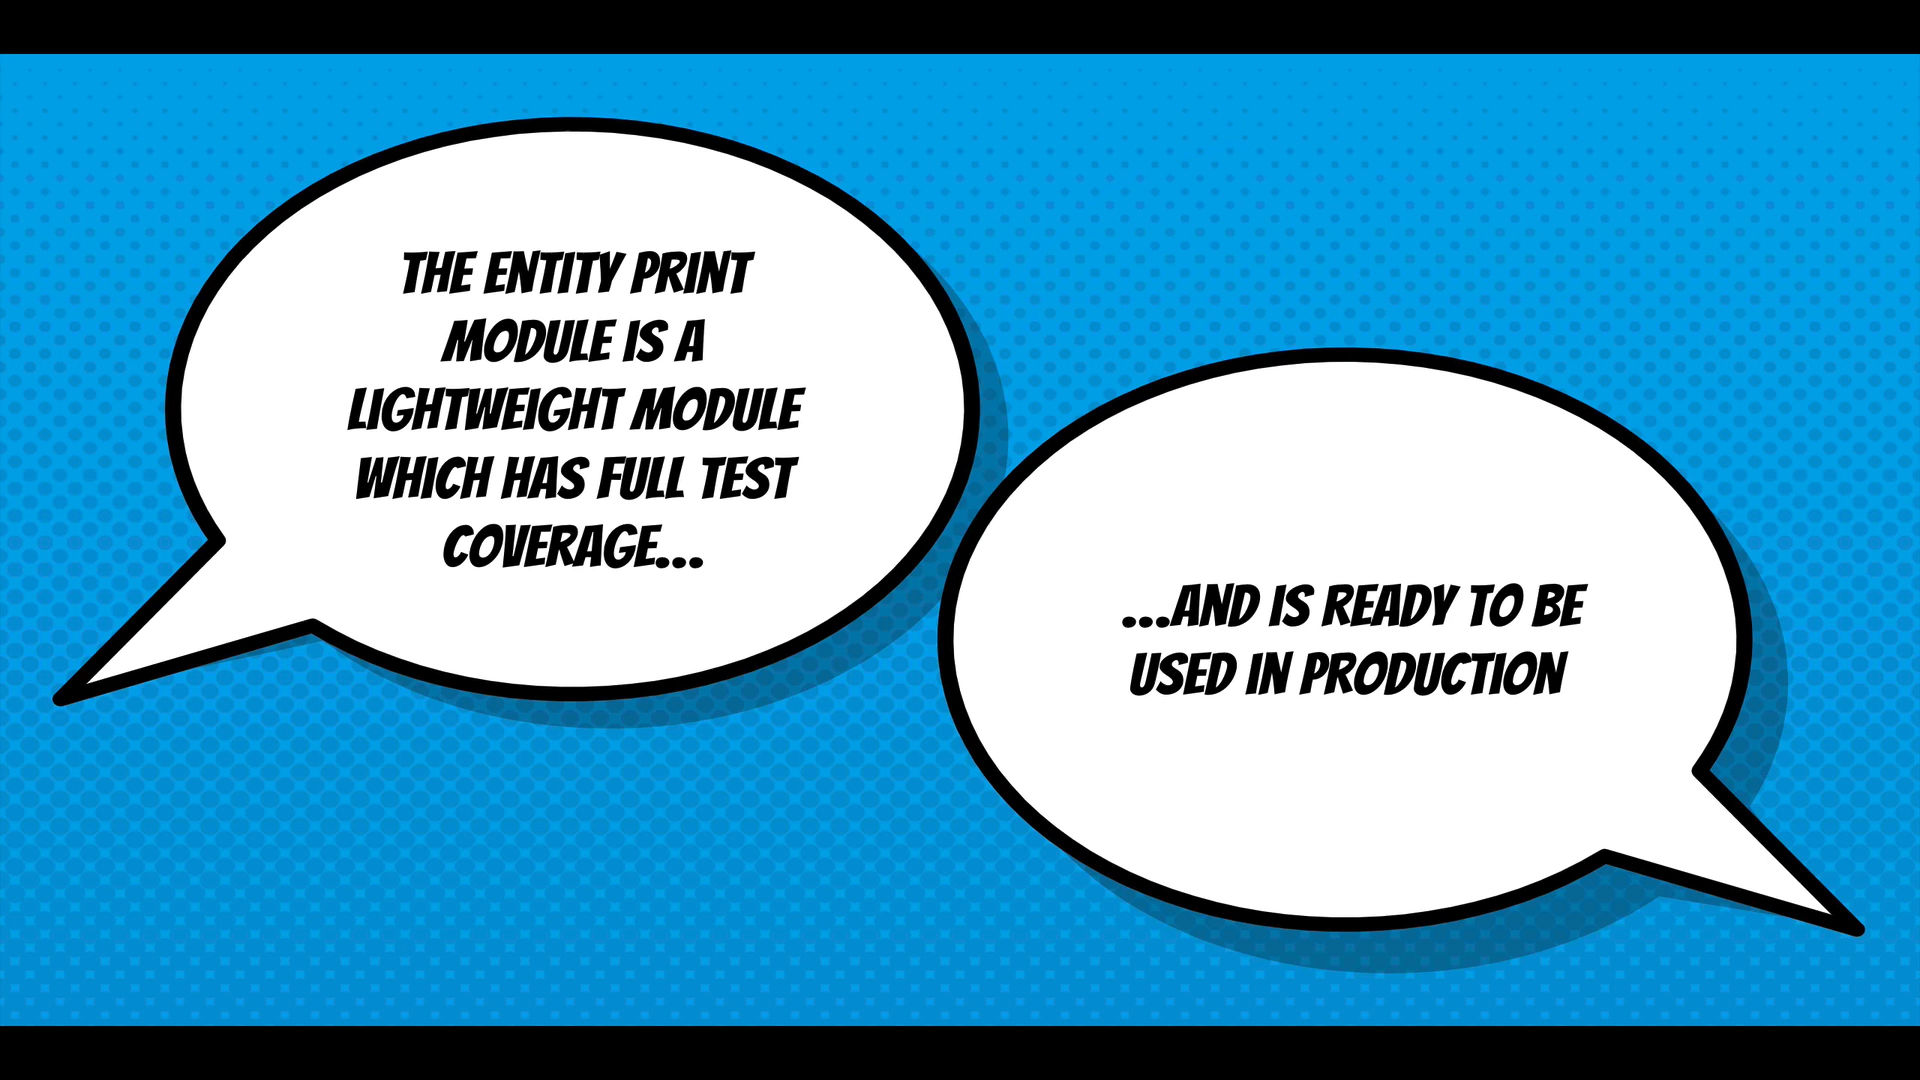 THE ENTITY PRINT
MODULE IS A
LIGHTWEIGHT MODULE
WHICH HAS FULL TEST
COVERAGE...
...AND IS READY TO BE
USED IN PRODUCTION